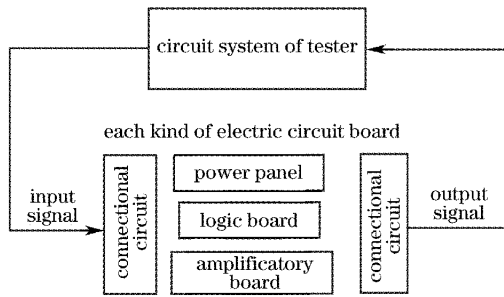 circuit system of tester
each kind of electric circuit board
input
signal
connectional
circuit
power panel
logic board
amplificatory
board
connectional
circuit
output
signal